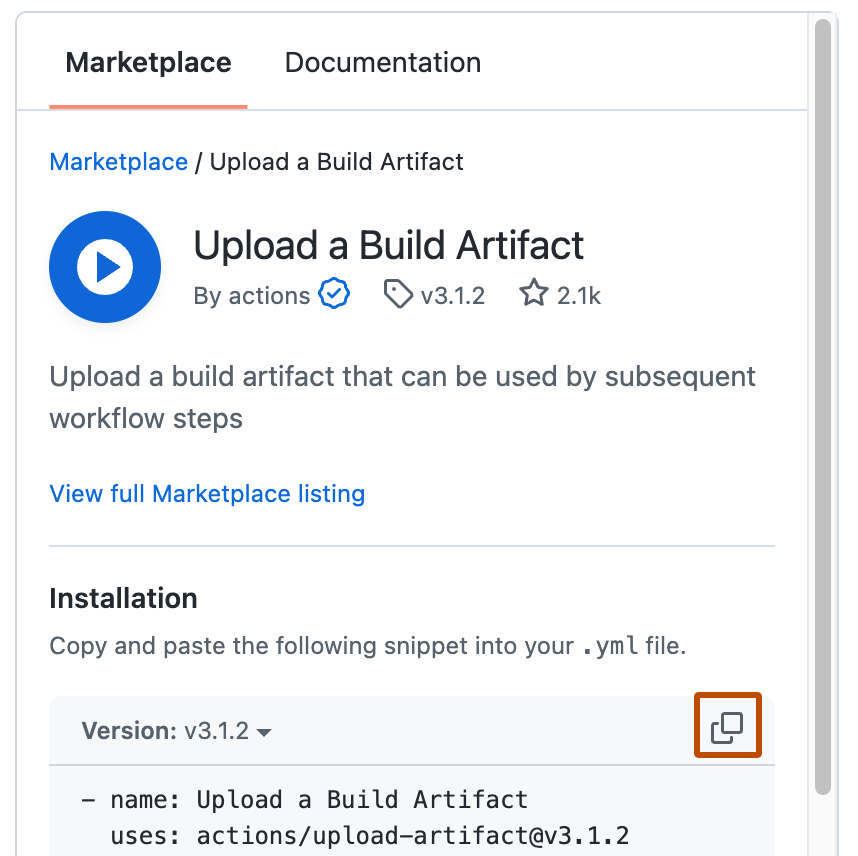 Marketplace Documentation
Marketplace / Upload a Build Artifact
Upload a Build Artifact
By actions v3.1.2 2.1k
Upload a build artifact that can be used by subsequent
workflow steps
View full Marketplace listing
Installation
Copy and paste the following snippet into your .yml file.
Version: v3.1.2
- name: Upload a Build Artifact
uses: actions/upload-artifact@v3.1.2